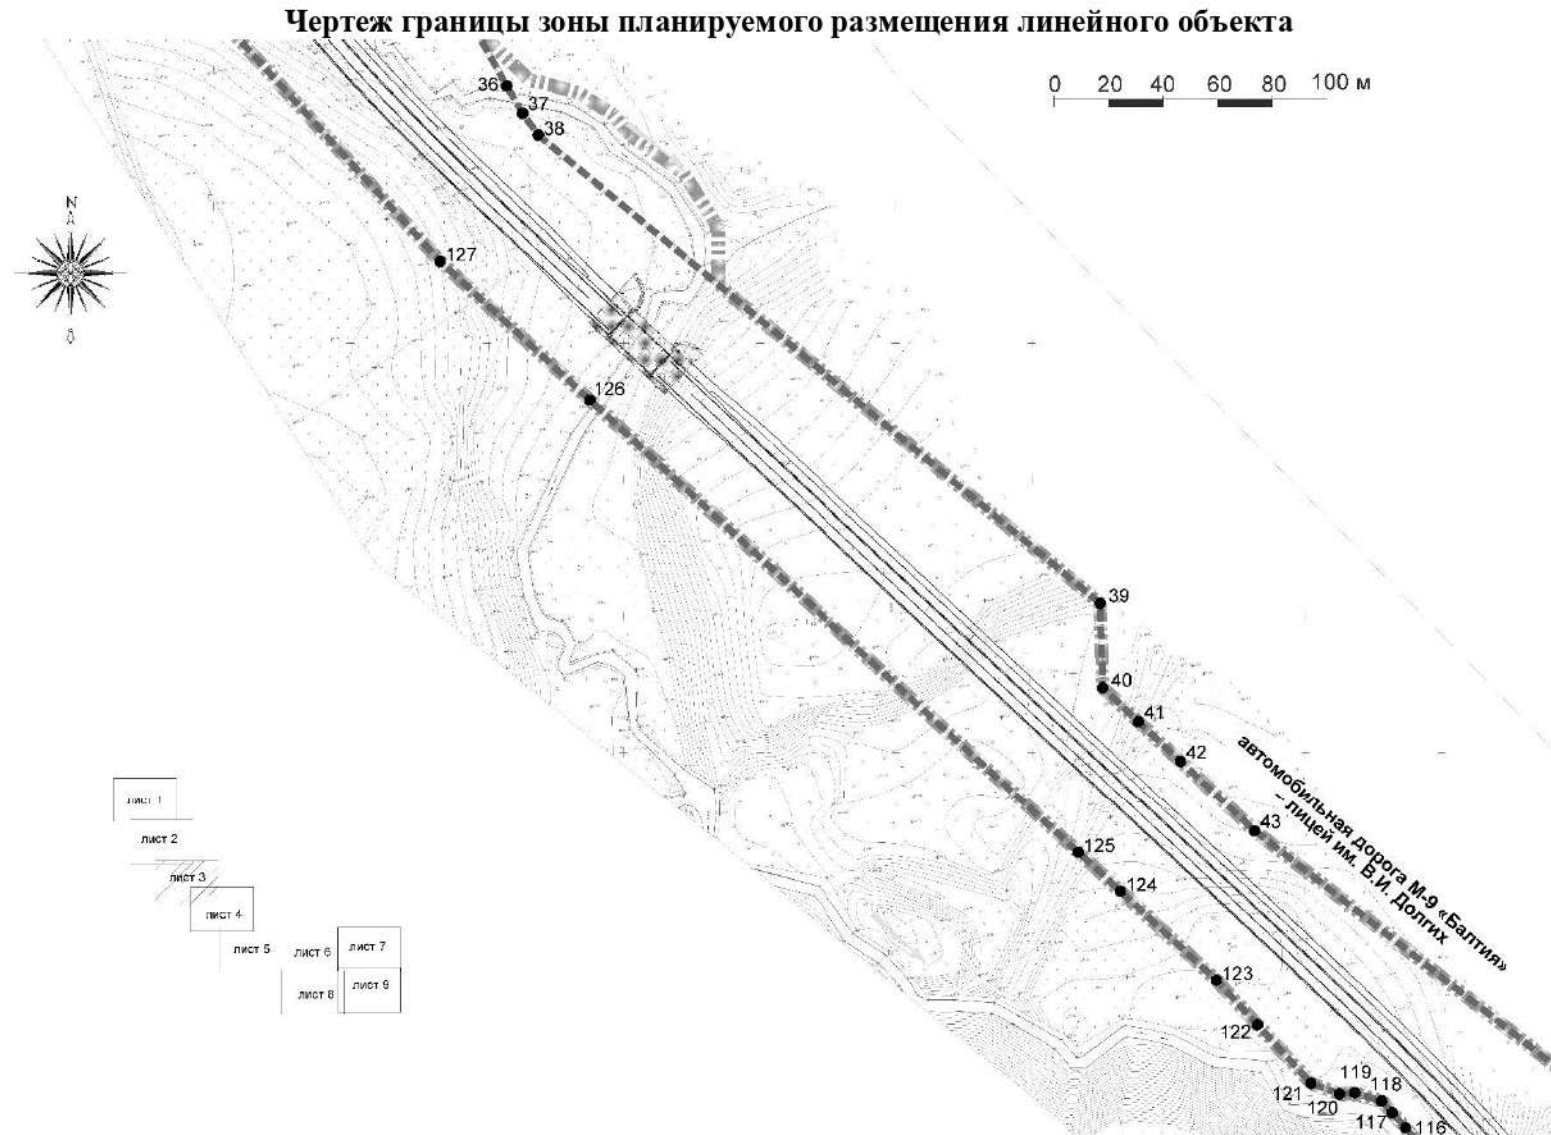 Чертеж границы зоны планируемого размещения линейного объекта
0 20 40 60 80 100 м
36
37
38
N
127
126
39
40
41
42
43
автомобильная дорога М-9 «Балтия»
– лицей им. В.И. Долгих
125
124
123
122
121
120
119
118
117
116
лист 1
лист 2
лист 3
лист 4
лист 5
лист 6
лист 7
лист 8
лист 9